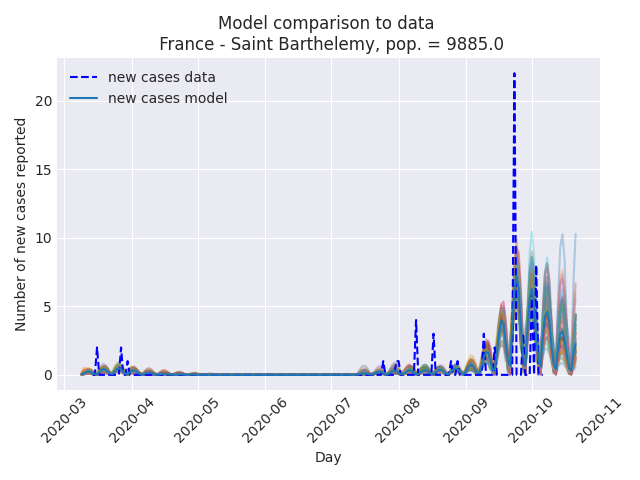 Model comparison to data
France - Saint Barthelemy, pop. = 9885.0
new cases data
new cases model
Number of new cases reported
20
15
10
5
0
2020-03
2020-04
2020-05
2020-06
2020-07
2020-08
2020-09
2020-10
2020-11
Day